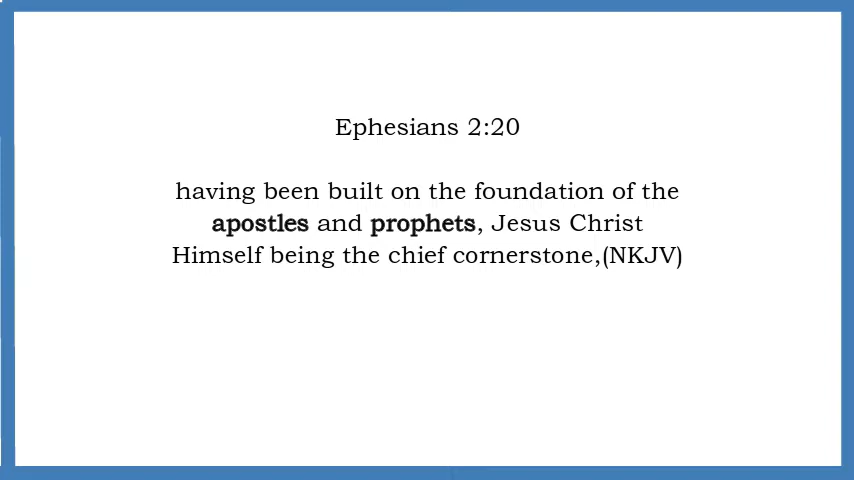 Ephesians 2:20
having been built on the foundation of the
apostles and prophets, Jesus Christ
Himself being the chief cornerstone,(NKJV)